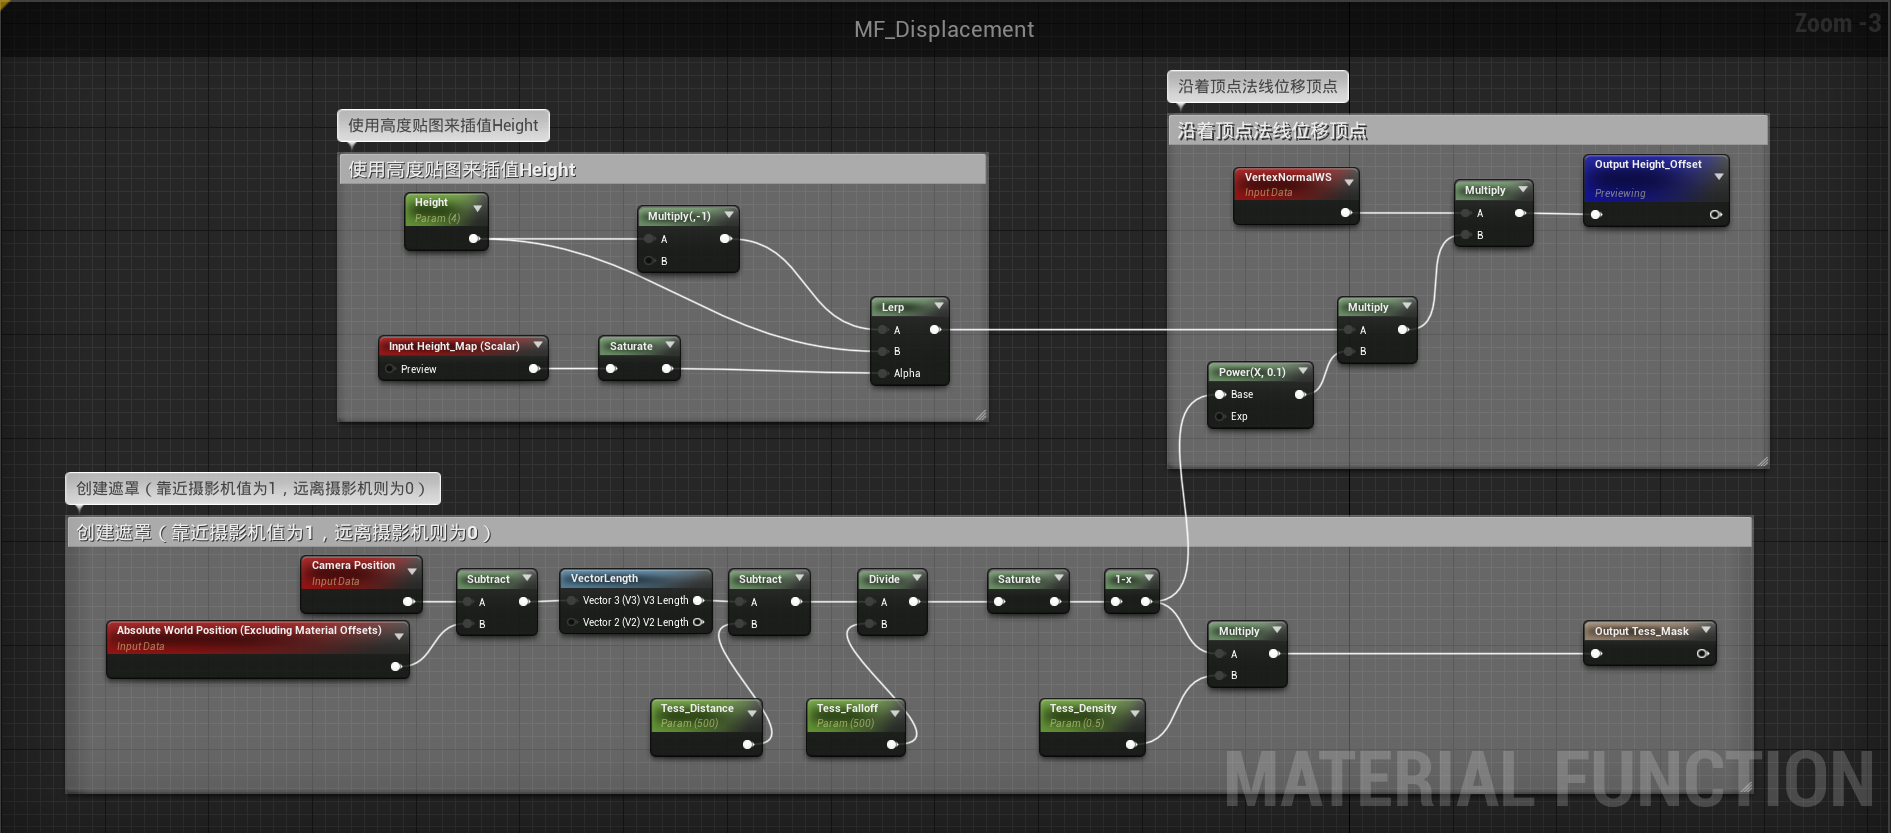 MF_Displacement
Zoom -3
使用高度贴图来插值Height
使用高度贴图来插值Height
Height
Param (4)
Multiply(,-1)
A
B
Input Height_Map (Scalar)
Preview
Saturate
Lerp
A
B
Alpha
沿着顶点法线位移顶点
沿着顶点法线位移顶点
VertexNormalWS
Input Data
Multiply
A
B
Output Height_Offset
Previewing
Multiply
A
B
Power(X, 0.1)
Base
Exp
创建遮罩（靠近摄影机值为1，远离摄影机则为0）
创建遮罩（靠近摄影机值为1，远离摄影机则为0）
Camera Position
Input Data
Absolute World Position (Excluding Material Offsets)
Input Data
Subtract
A
B
VectorLength
Vector 3 (V3) V3 Length
Vector 2 (V2) V2 Length
Subtract
A
B
Divide
A
B
Saturate
1-x
Tess_Distance
Param (500)
Tess_Falloff
Param (500)
Tess_Density
Param (0.5)
Multiply
A
B
Output Tess_Mask
MATERIAL FUNCTION